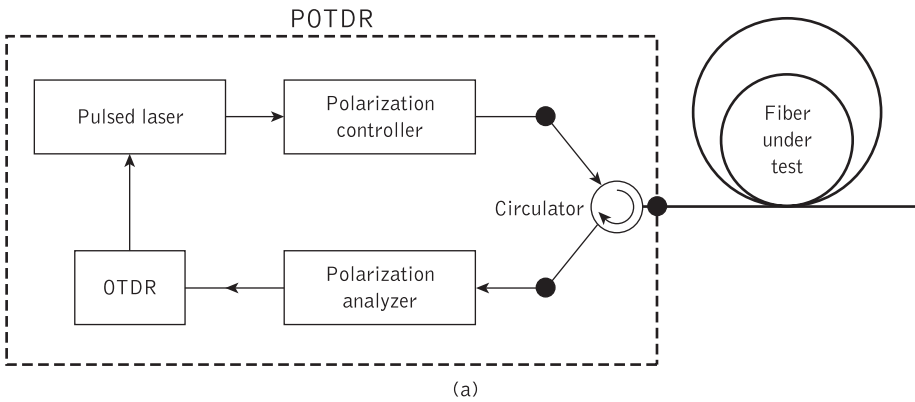 POTDR
Pulsed laser
Polarization
controller
Fiber
under
test
Circulator
OTDR
Polarization
analyzer
(a)